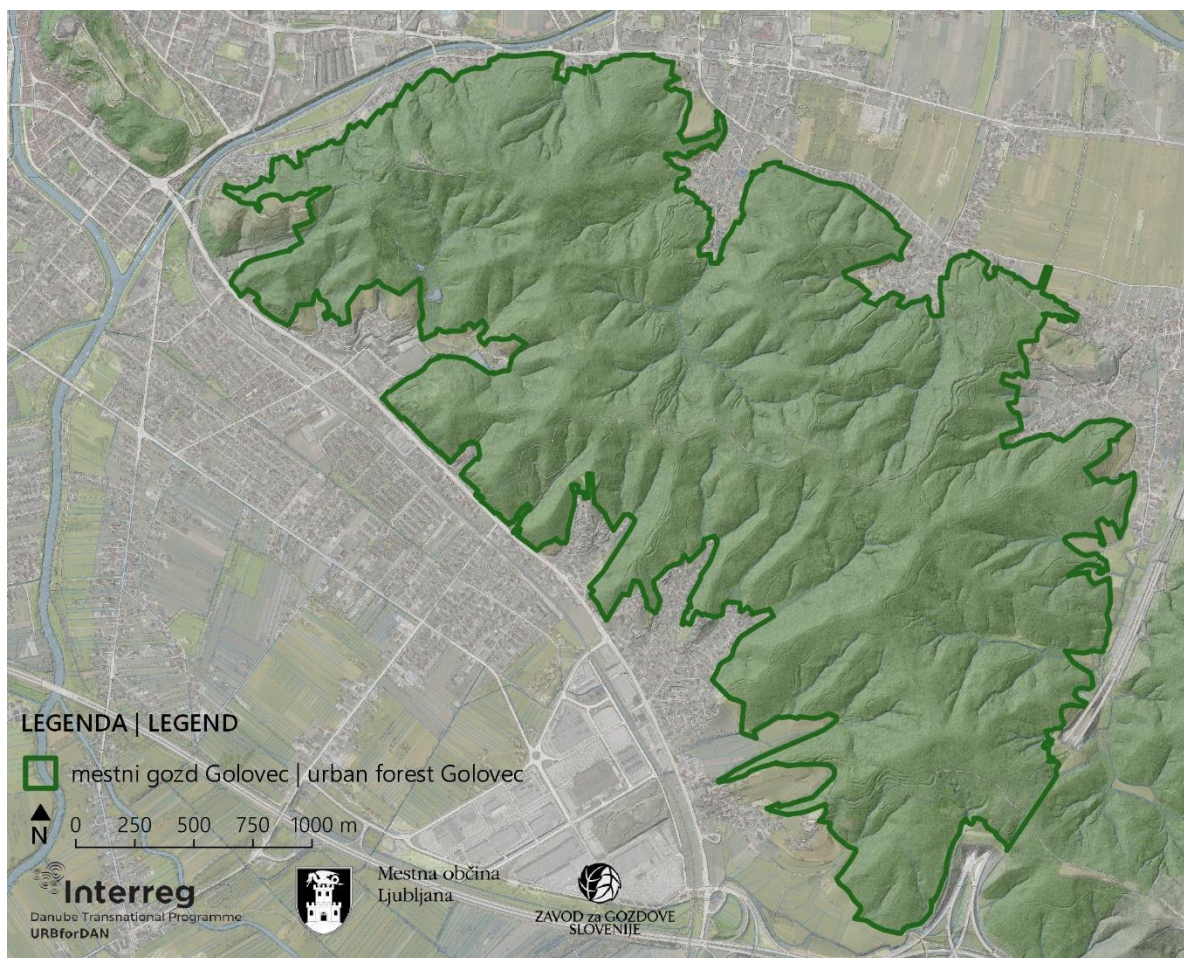 LEGENDA | LEGEND
mestni gozd Golovec | urban forest Golovec
N
0 250 500 750 1000 m
Interreg
Danube Transnational Programme
URBforDAN
Mestna občina
Ljubljana
ZAVOD za GOZDOVE
SLOVENIJE